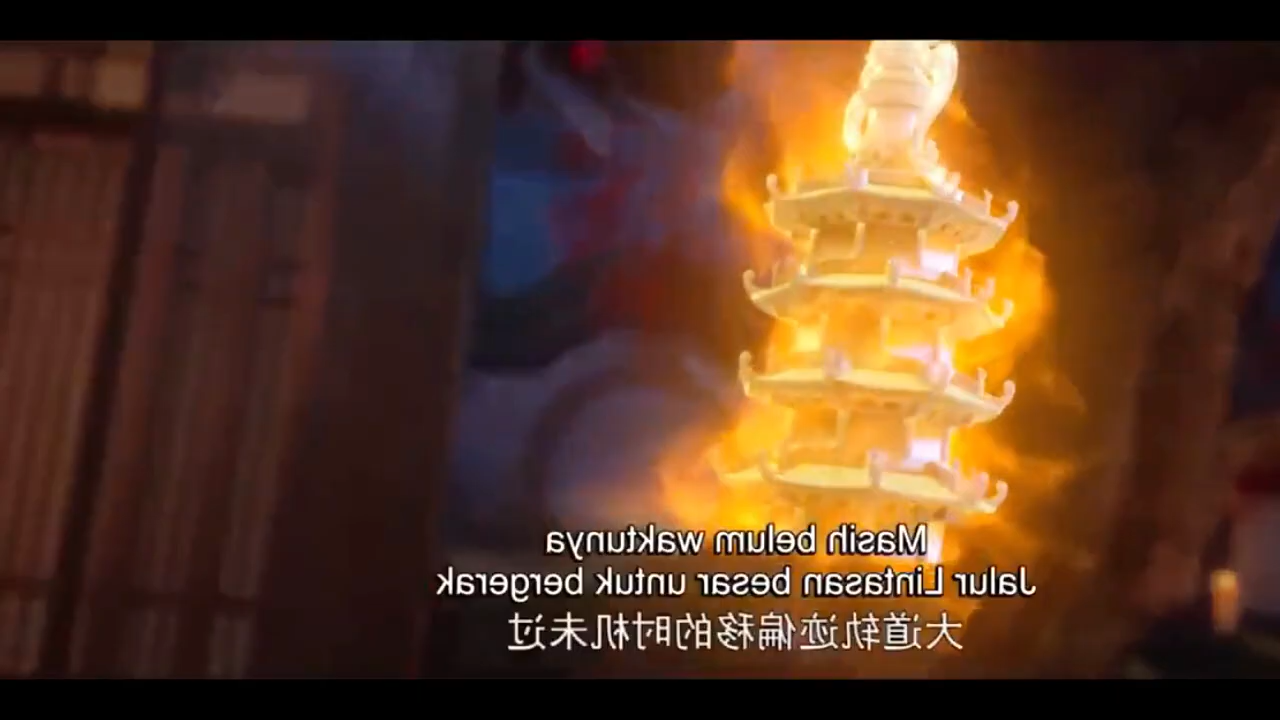 Masih belum waktunya
Jalur Lintasan besar untuk bergerak
大道轨迹偏移的时机未过